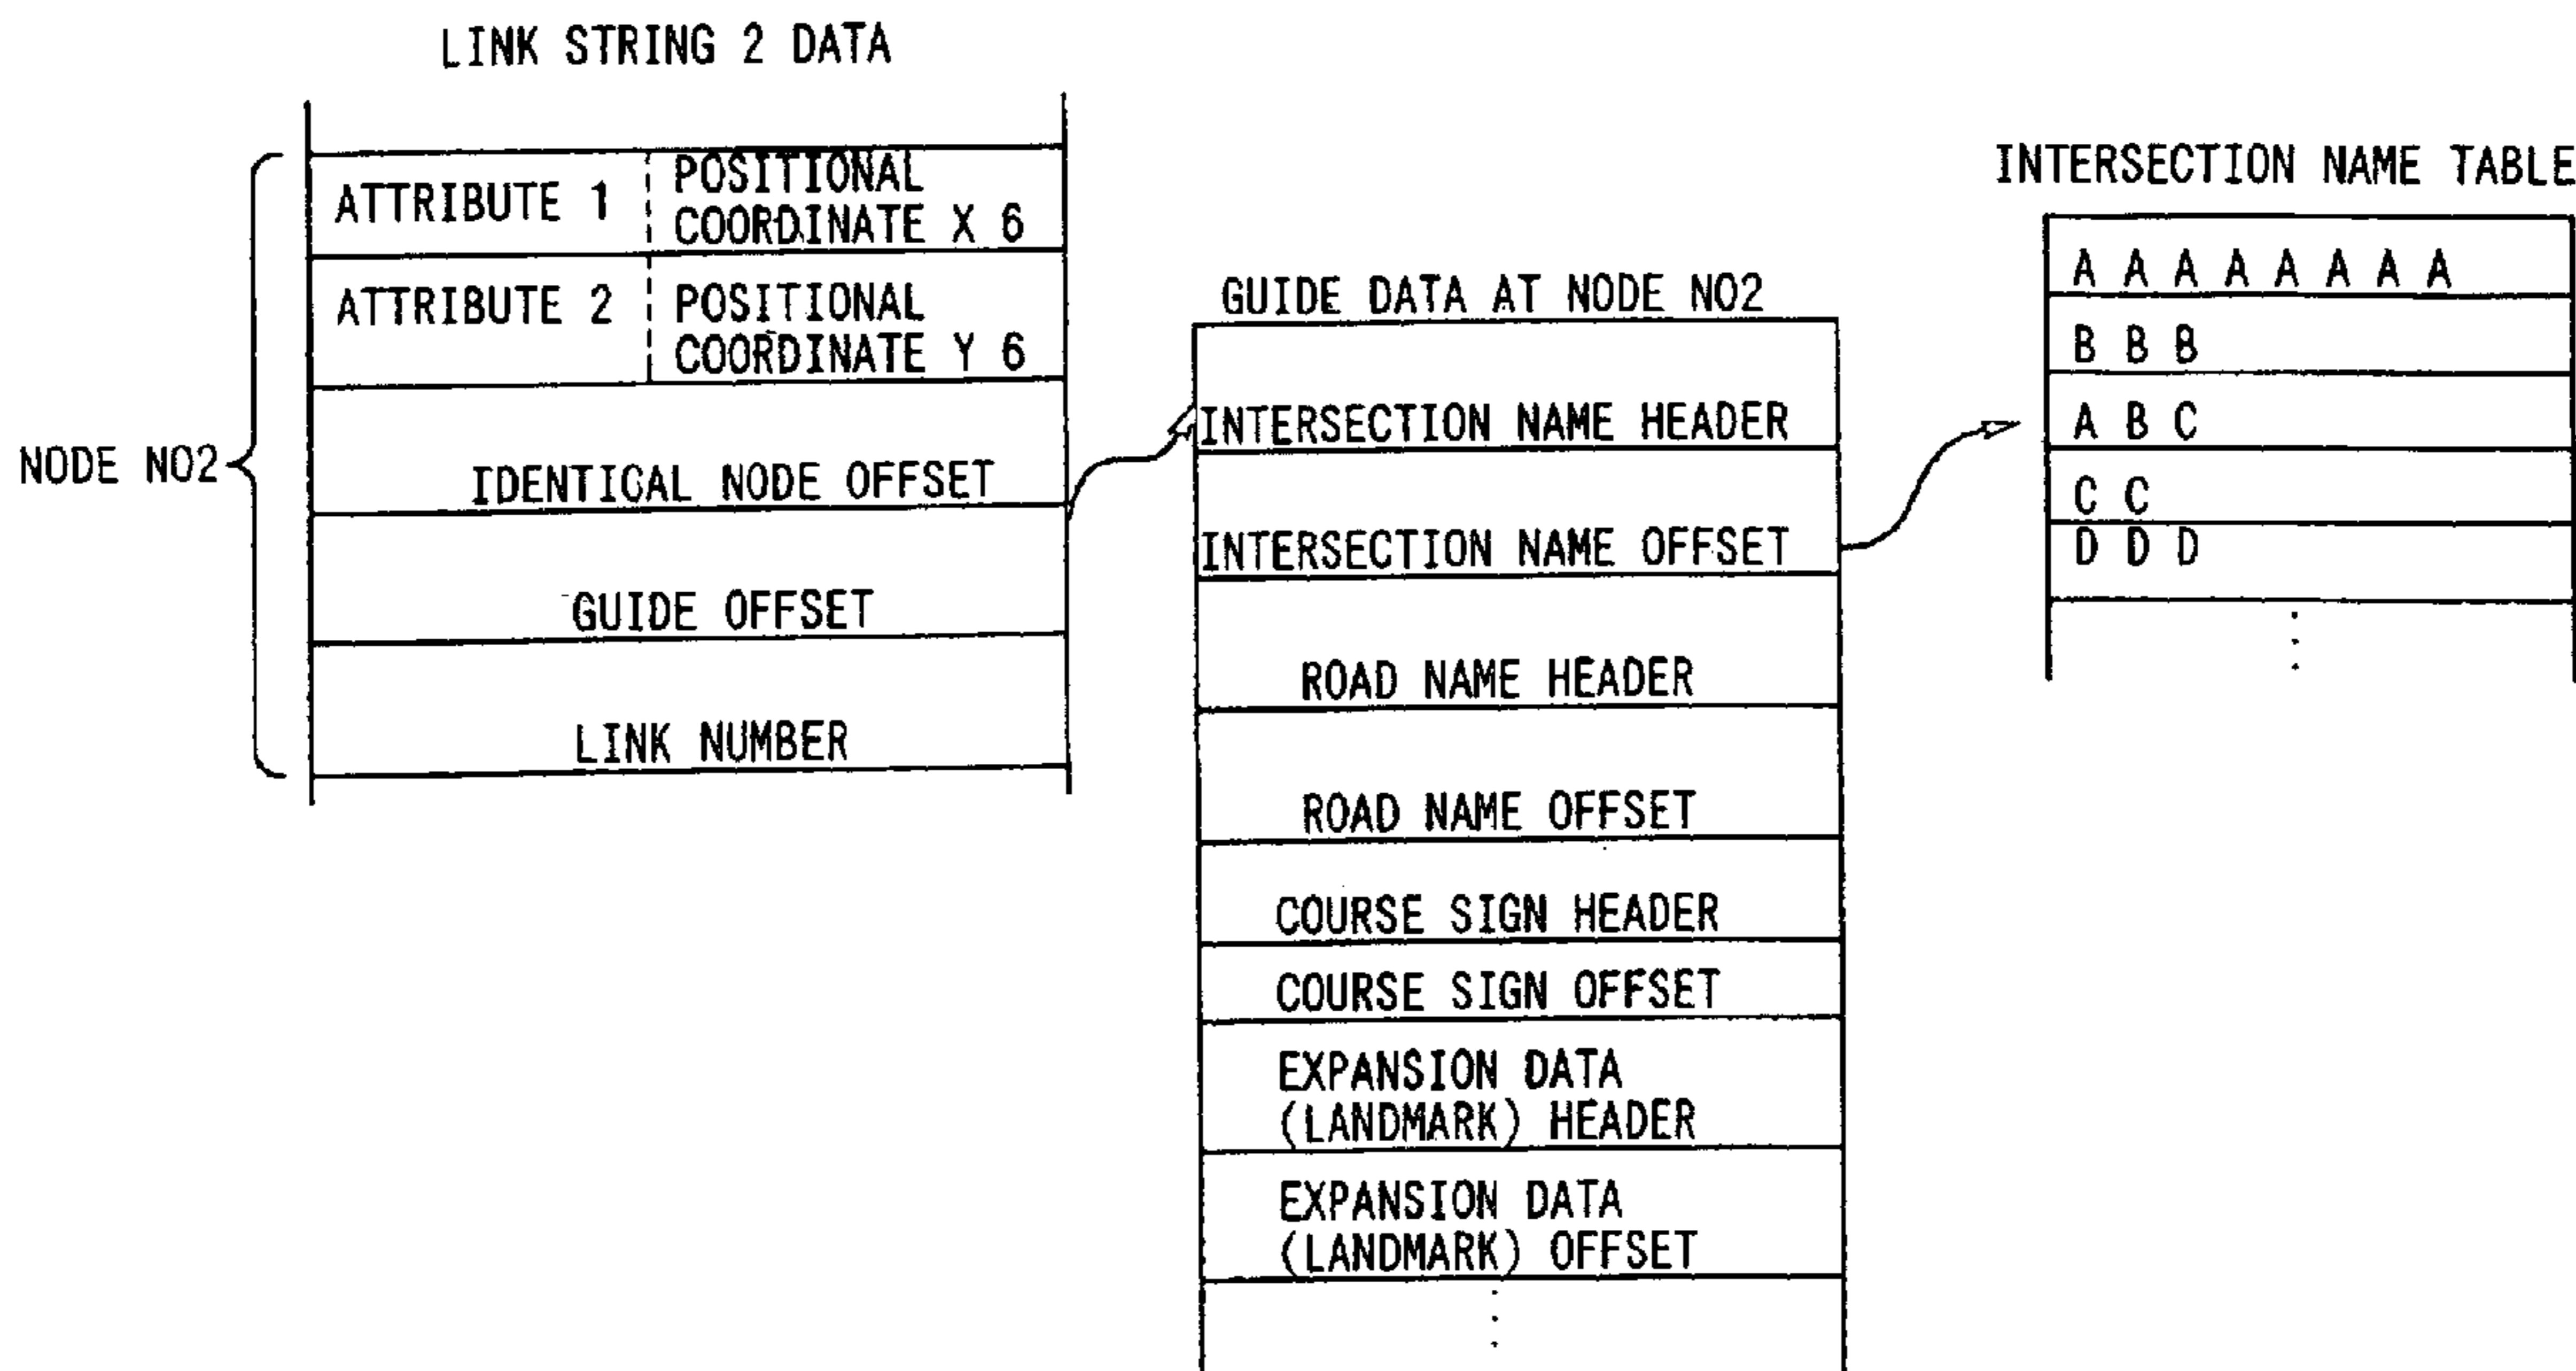 LINK STRING 2 DATA
NODE NO2
ATTRIBUTE 1
POSITIONAL
COORDINATE X 6
ATTRIBUTE 2
POSITIONAL
COORDINATE Y 6
IDENTICAL NODE OFFSET
GUIDE OFFSET
LINK NUMBER
GUIDE DATA AT NODE NO2
INTERSECTION NAME HEADER
INTERSECTION NAME OFFSET
ROAD NAME HEADER
ROAD NAME OFFSET
COURSE SIGN HEADER
COURSE SIGN OFFSET
EXPANSION DATA
(LANDMARK) HEADER
EXPANSION DATA
(LANDMARK) OFFSET
INTERSECTION NAME TABLE
A A A A A A A A
B B B
A B C
C C
D D D